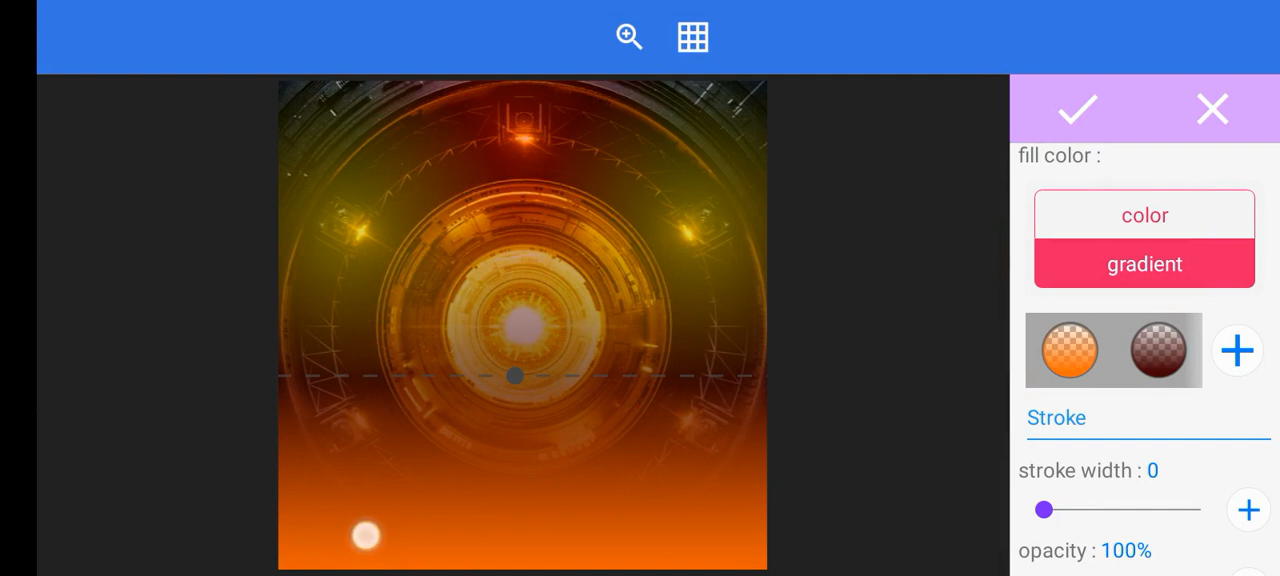 fill color :
color
gradient
Stroke
stroke width : 0
opacity : 100%